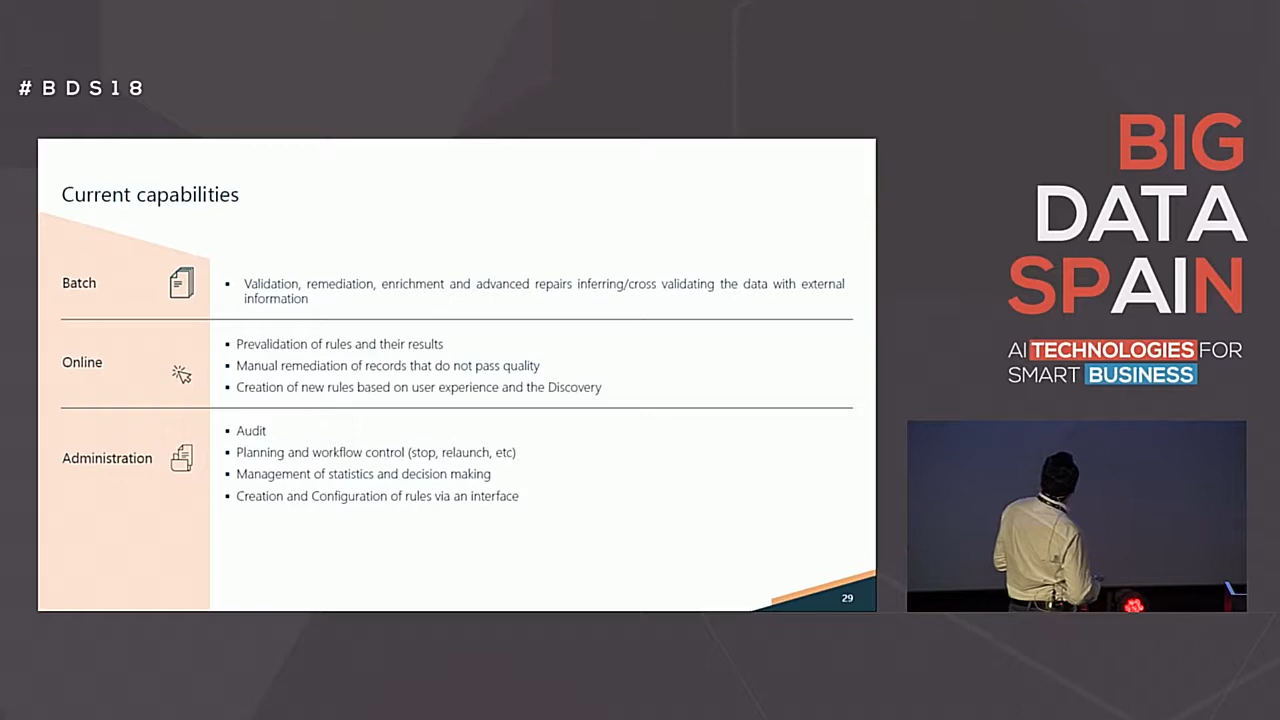 #BDS18
BIG
DATA
SPAIN
AI TECHNOLOGIES FOR
SMART BUSINESS
Current capabilities
Batch
▪ Validation, remediation, enrichment and advanced repairs inferring/cross validating the data with external
information
Online
▪ Prevalidation of rules and their results
▪ Manual remediation of records that do not pass quality
▪ Creation of new rules based on user experience and the Discovery
Administration
▪ Audit
▪ Planning and workflow control (stop, relaunch, etc)
▪ Management of statistics and decision making
▪ Creation and Configuration of rules via an interface
29